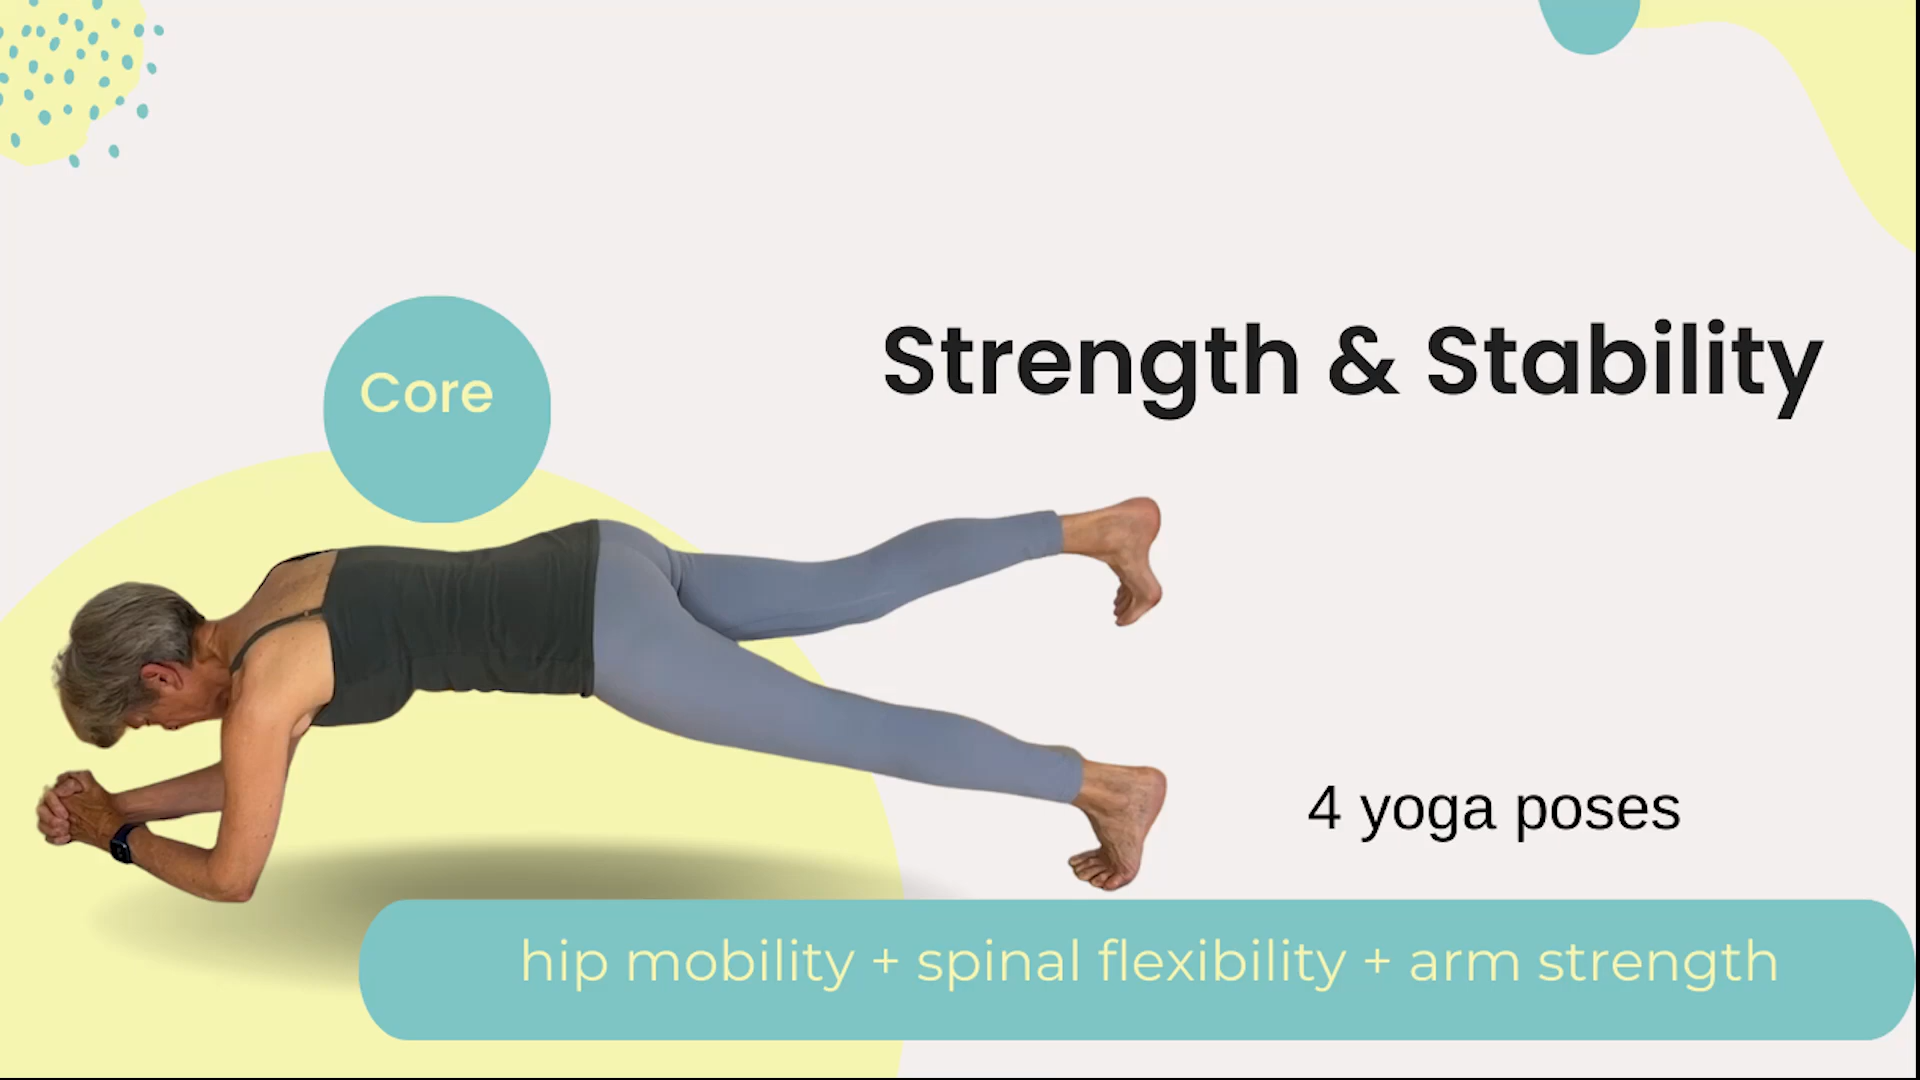 Core
Strength & Stability
4 yoga poses
hip mobility + spinal flexibility + arm strength